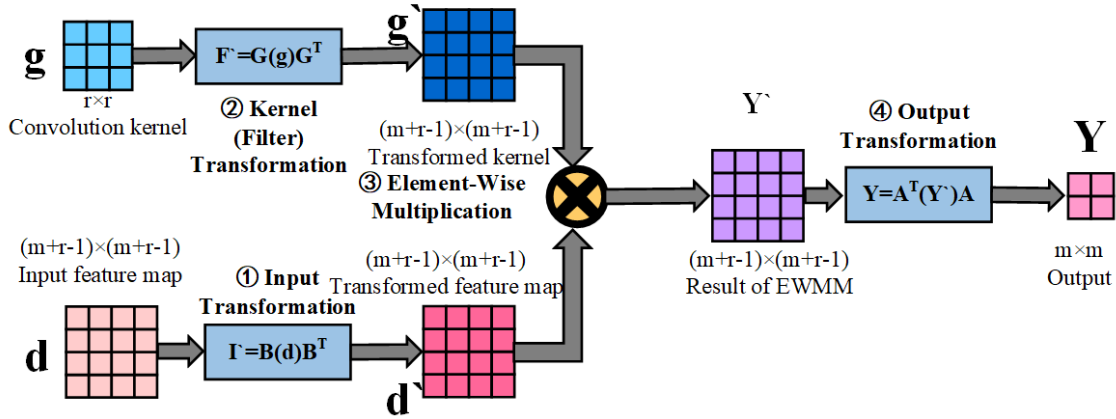 g
r×r
Convolution kernel
F`=G(g)G^T
② Kernel
(Filter)
Transformation
g`
(m+r-1)×(m+r-1)
Transformed kernel
③ Element-Wise
Multiplication
(m+r-1)×(m+r-1)
Input feature map
d
① Input
Transformation
I`=B(d)B^T
(m+r-1)×(m+r-1)
Transformed feature map
d`
Y`
(m+r-1)×(m+r-1)
Result of EWMM
④ Output
Transformation
Y=A^T(Y`)A
Y
m×m
Output